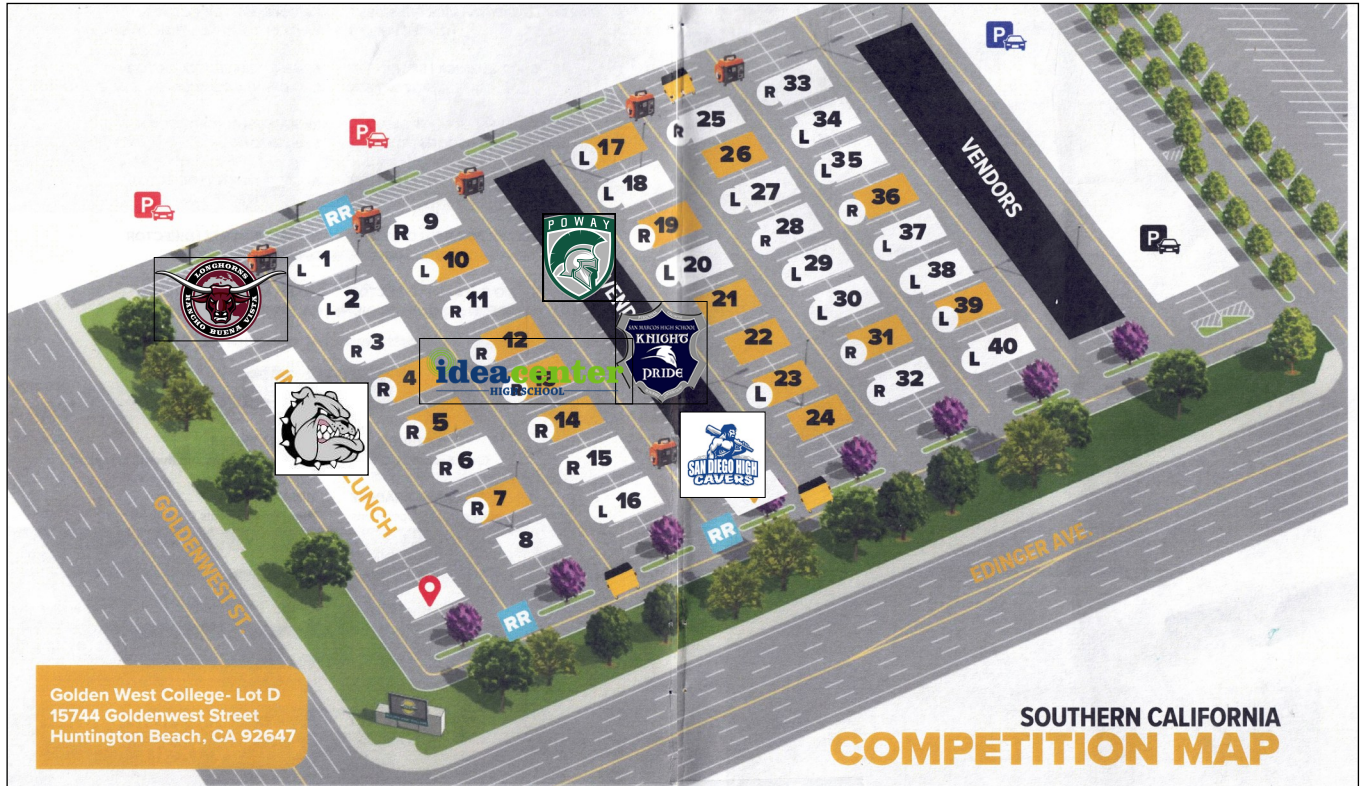 P
P
P
P
33
R
25
R
34
L
VENDORS
17
L
26
35
L
18
L
27
L
36
R
RR
9
R
19
R
28
R
37
L
POWAY
1
L
10
L
20
L
29
L
38
L
LONGHORNS
RANCHO BUENA VISTA
2
L
11
R
VEND
21
30
L
39
L
3
R
12
R
SAN MARCOS HIGH SCHOOL
KNIGHT
PRIDE
22
31
R
40
L
4
R
ideacenter
HIGH SCHOOL
13
R
23
L
32
R
5
R
14
R
24
6
R
15
R
SAN DIEGO HIGH
CAVERS
LUNCH
7
R
16
L
8
RR
RR
GOLDENWEST ST.
EDINGER AVE.
Golden West College- Lot D
15744 Goldenwest Street
Huntington Beach, CA 92647
SOUTHERN CALIFORNIA
COMPETITION MAP